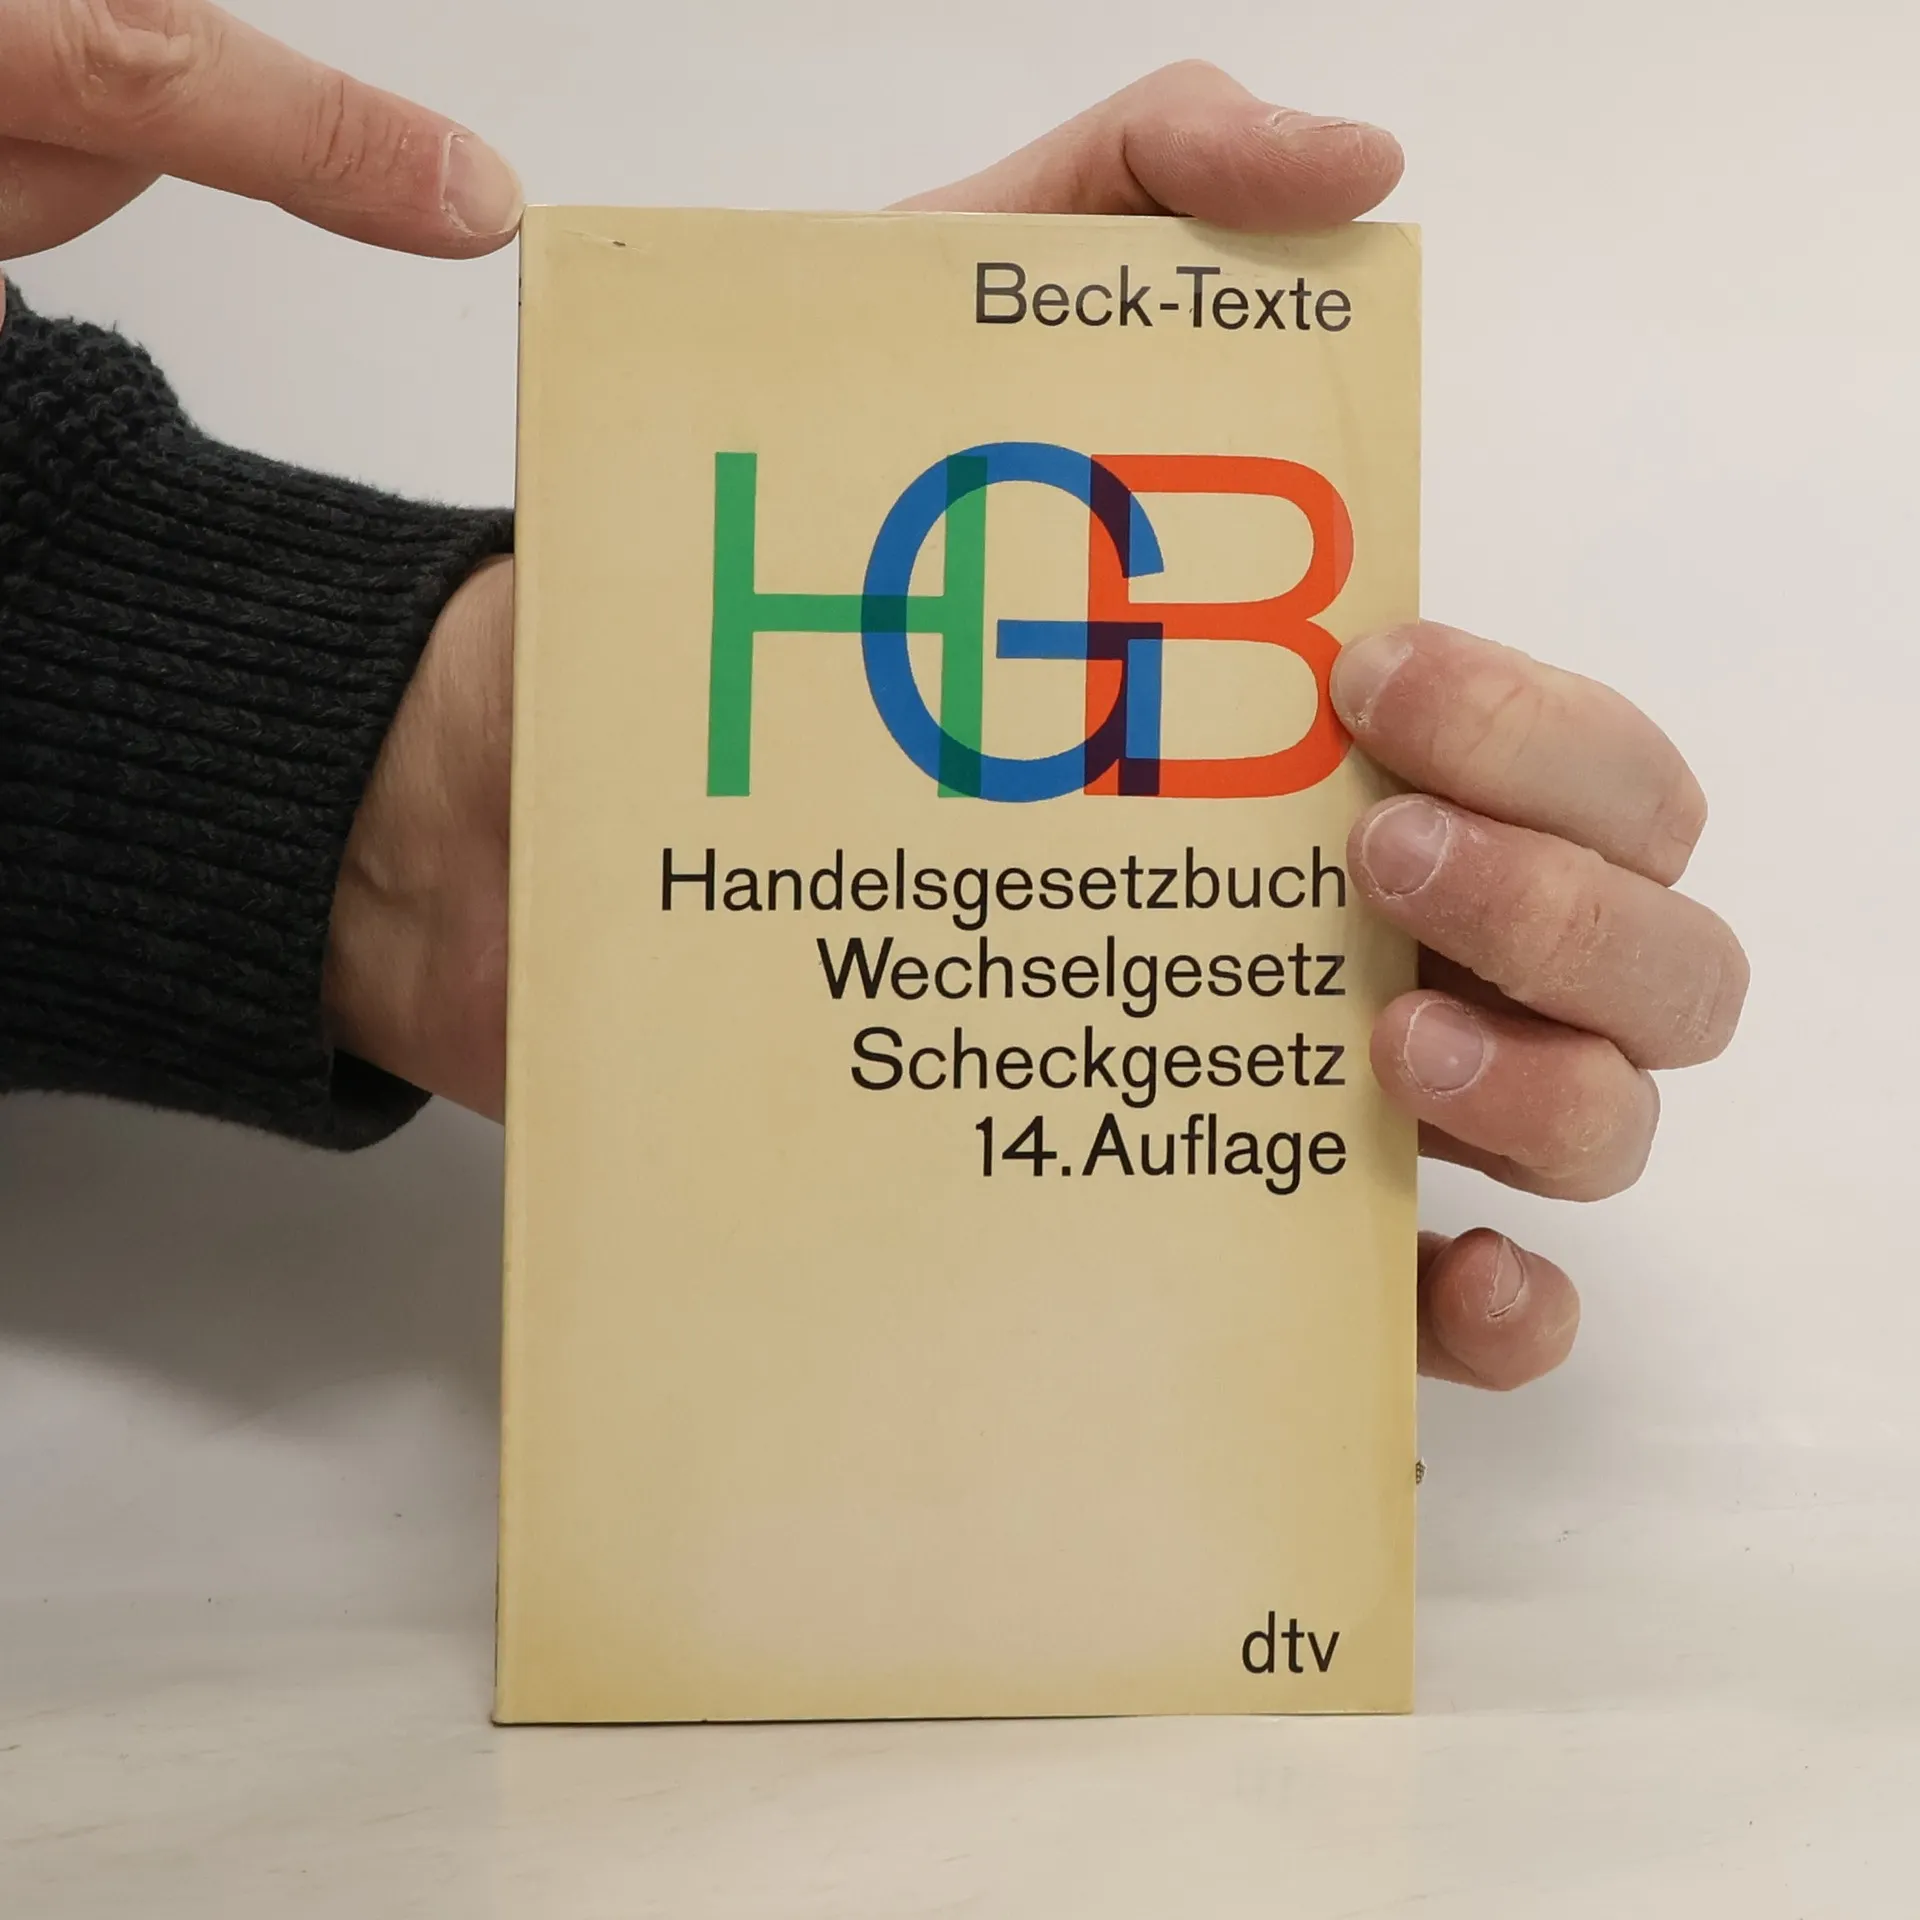 Beck-Texte
HGB
Handelsgesetzbuch
Wechselgesetz
Scheckgesetz
14. Auflage
dtv